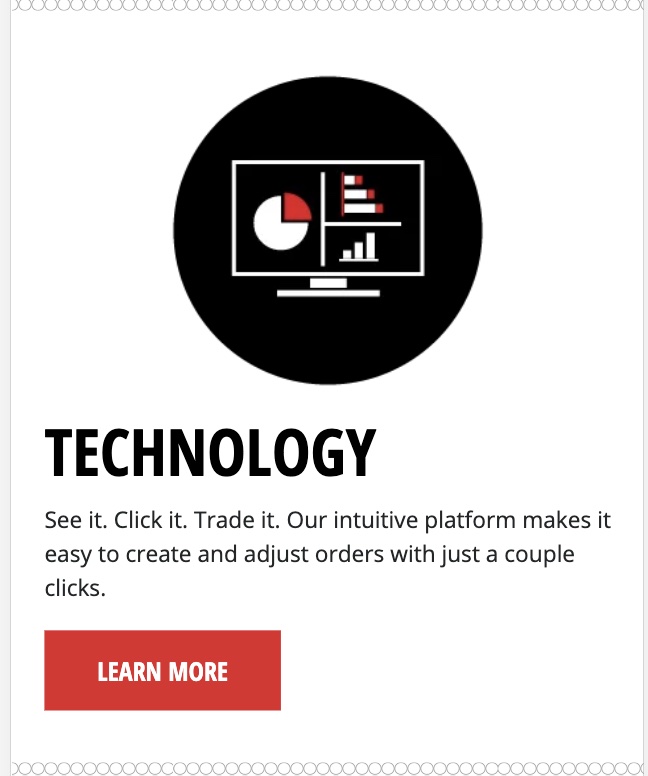 TECHNOLOGY
See it. Click it. Trade it. Our intuitive platform makes it
easy to create and adjust orders with just a couple
clicks.
LEARN MORE